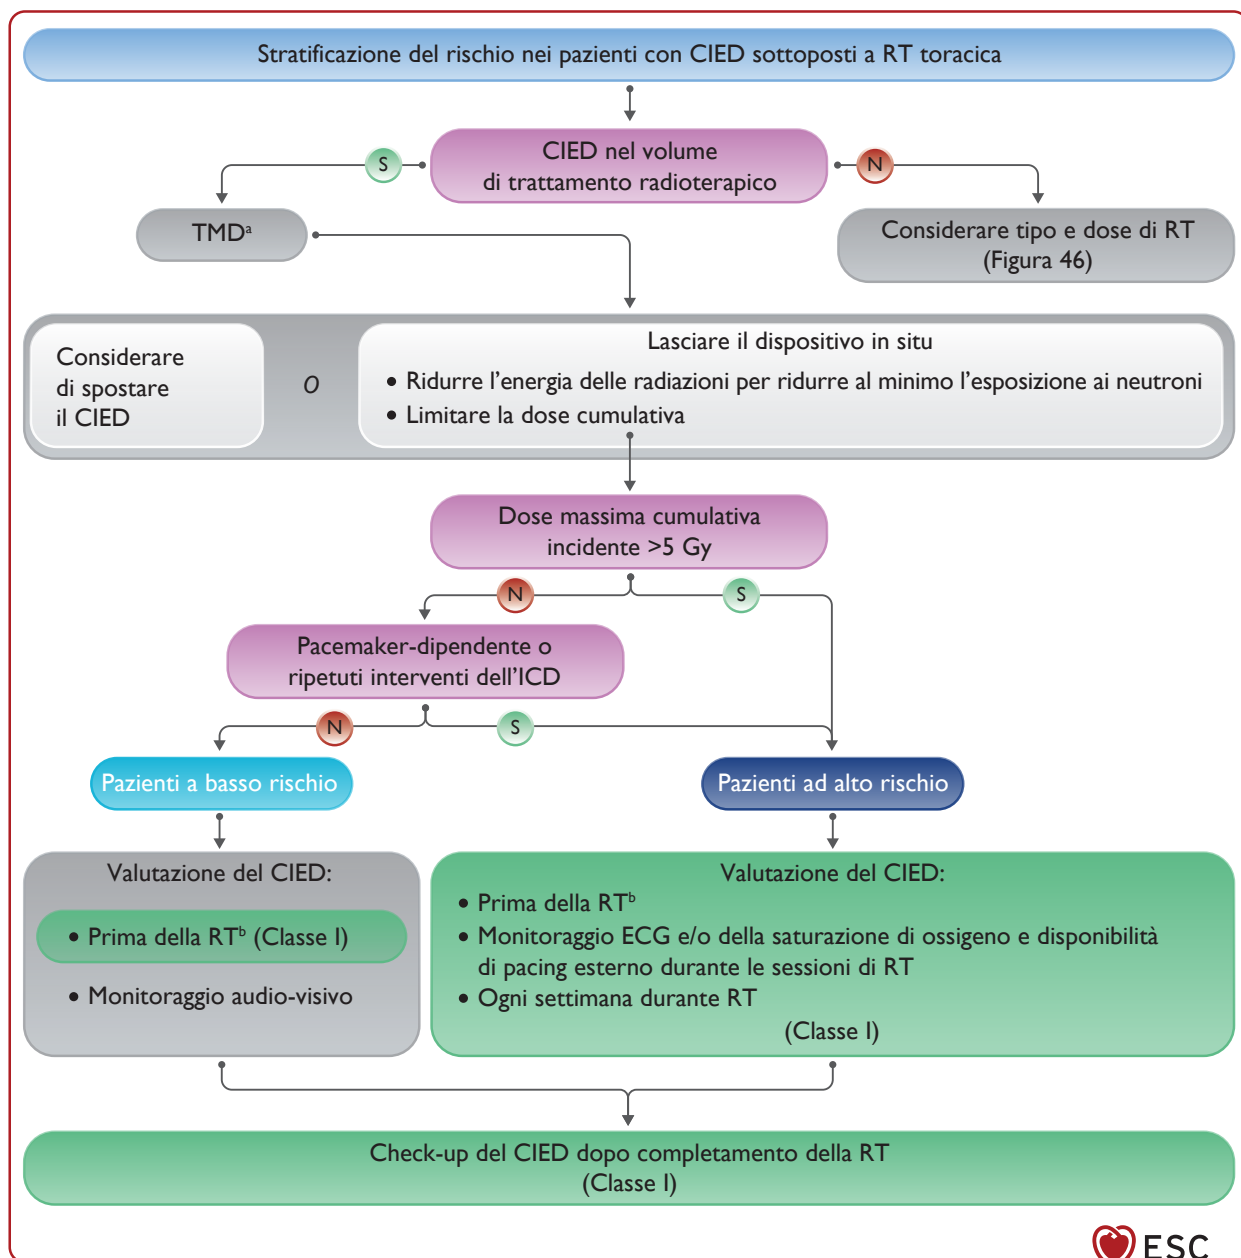 Stratificazione del rischio nei pazienti con CIED sottoposti a RT toracica
CIED nel volume
di trattamento radioterapico
S
N
TMDᵃ
Considerare tipo e dose di RT
(Figura 46)
Considerare
di spostare
il CIED
O
Lasciare il dispositivo in situ
• Ridurre l’energia delle radiazioni per ridurre al minimo l’esposizione ai neutroni
• Limitare la dose cumulativa
Dose massima cumulativa
incidente >5 Gy
N
S
Pacemaker-dipendente o
ripetuti interventi dell’ICD
N
S
Pazienti a basso rischio
Pazienti ad alto rischio
Valutazione del CIED:
• Prima della RTᵇ (Classe I)
• Monitoraggio audio-visivo
Valutazione del CIED:
• Prima della RTᵇ
• Monitoraggio ECG e/o della saturazione di ossigeno e disponibilità
di pacing esterno durante le sessioni di RT
• Ogni settimana durante RT
(Classe I)
Check-up del CIED dopo completamento della RT
(Classe I)
ESC